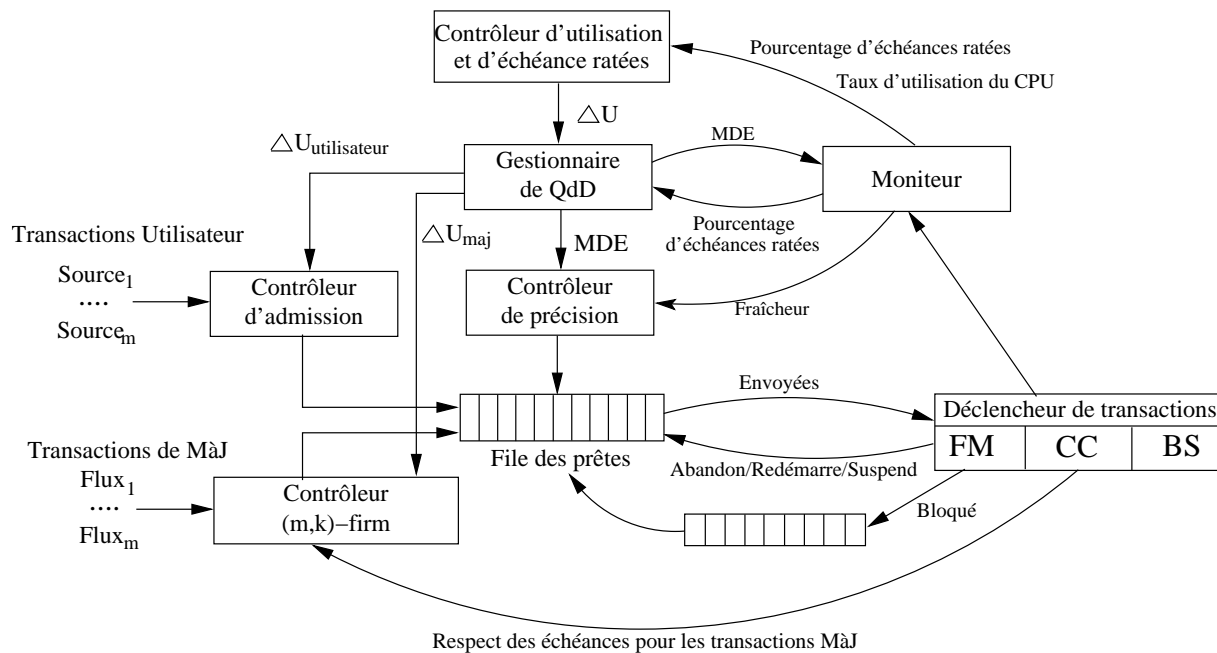 Contrôleur d'utilisation
et d'échéance ratées
Pourcentage d'échéances ratées
Taux d'utilisation du CPU
△U
△U utilisateur
MDE
Gestionnaire
de QdD
Moniteur
Pourcentage
d'échéances ratées
△U maj
MDE
Transactions Utilisateur
Source1
....
Sourcem
Contrôleur
d'admission
Contrôleur
de précision
Fraîcheur
Envoyées
Déclencheur de transactions
FM CC BS
Abandon/Redémarre/Suspend
File des prêtes
Bloqué
Transactions de MàJ
Flux1
....
Fluxm
Contrôleur
(m,k)−firm
Respect des échéances pour les transactions MàJ